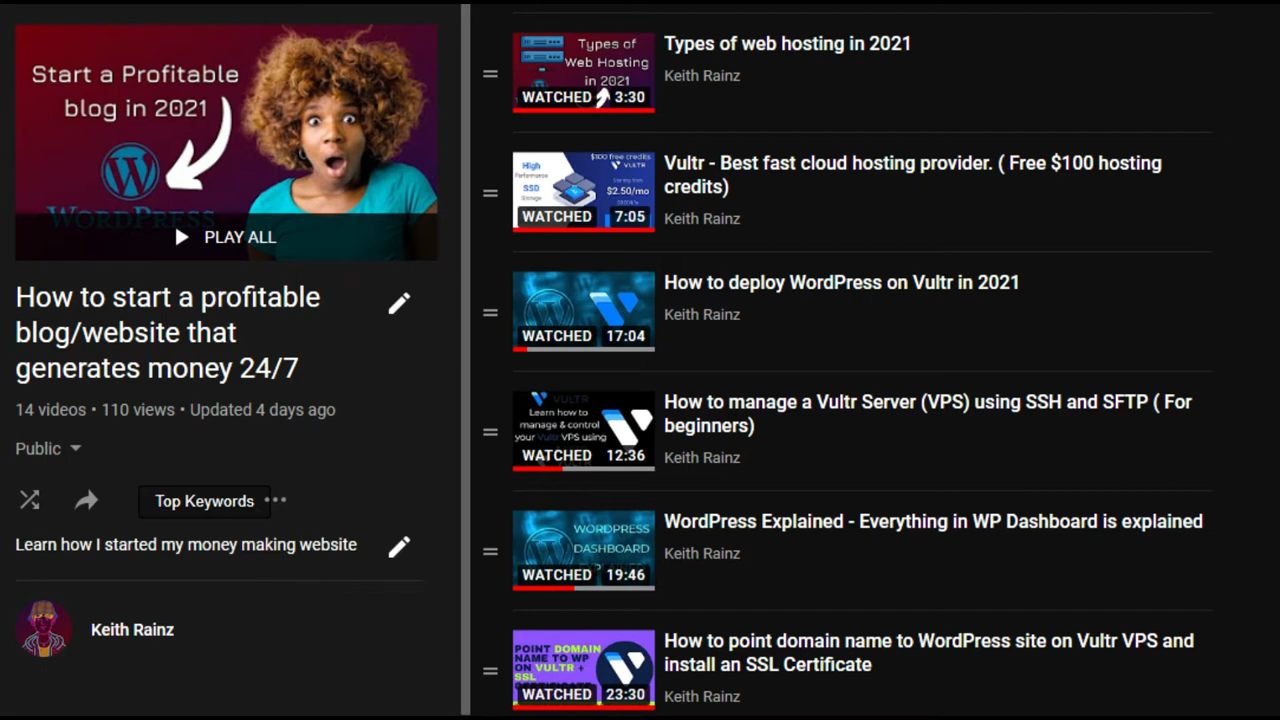 Start a Profitable
blog in 2021
WORDPRESS
PLAY ALL
How to start a profitable
blog/website that
generates money 24/7
14 videos • 110 views • Updated 4 days ago
Public
Top Keywords
Learn how I started my money making website
Keith Rainz
Types of
Web Hosting
in 2021
WATCHED 3:30
Types of web hosting in 2021
Keith Rainz
$100 free credits
VULTR
High
Performance
SSD
Storage
$2.50/mo
WATCHED 7:05
Vultr - Best fast cloud hosting provider. ( Free $100 hosting
credits)
Keith Rainz
WATCHED 17:04
How to deploy WordPress on Vultr in 2021
Keith Rainz
VULTR
Learn how to
manage & control
your Vultr VPS using
WATCHED 12:36
How to manage a Vultr Server (VPS) using SSH and SFTP ( For
beginners)
Keith Rainz
WORDPRESS
DASHBOARD
WATCHED 19:46
WordPress Explained - Everything in WP Dashboard is explained
Keith Rainz
POINT DOMAIN
NAME TO WP
ON VULTR +
SSL
WATCHED 23:30
How to point domain name to WordPress site on Vultr VPS and
install an SSL Certificate
Keith Rainz